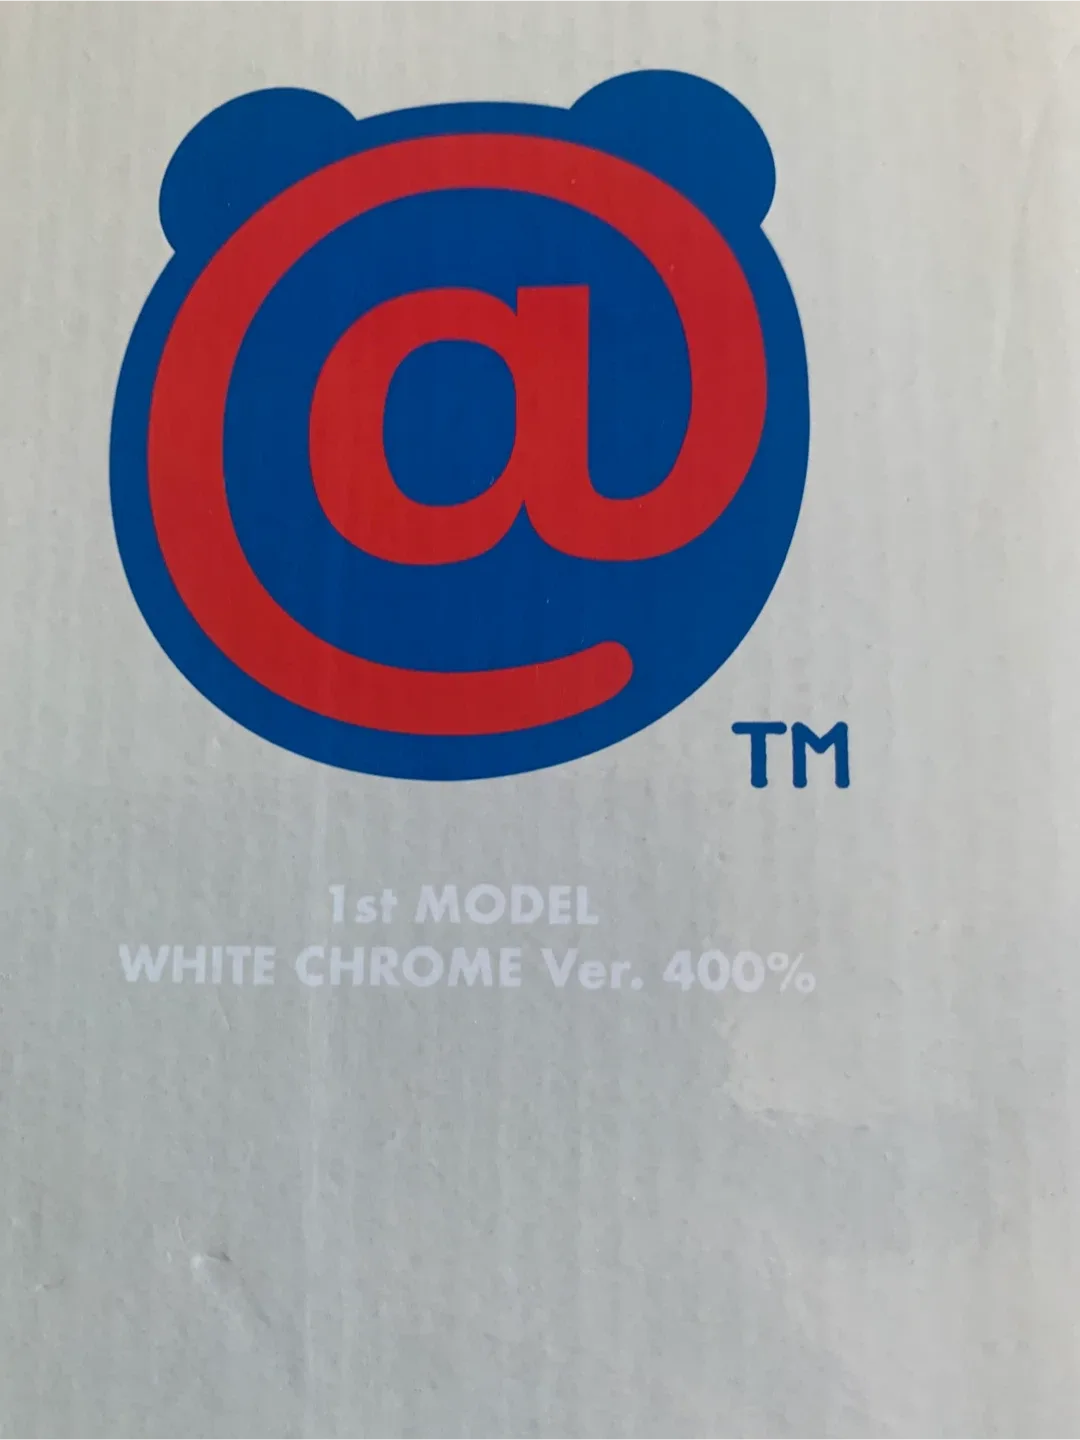 @
TM
1st MODEL
WHITE CHROME Ver. 400%